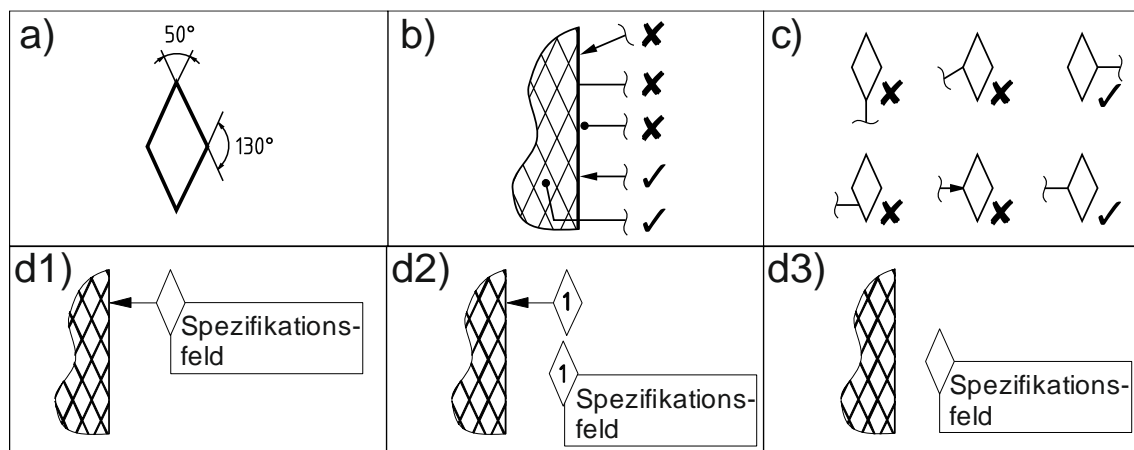 a)
50°
130°
b)
c)
d1)
Spezifikations-
feld
d2)
1
1
Spezifikations-
feld
d3)
Spezifikations-
feld